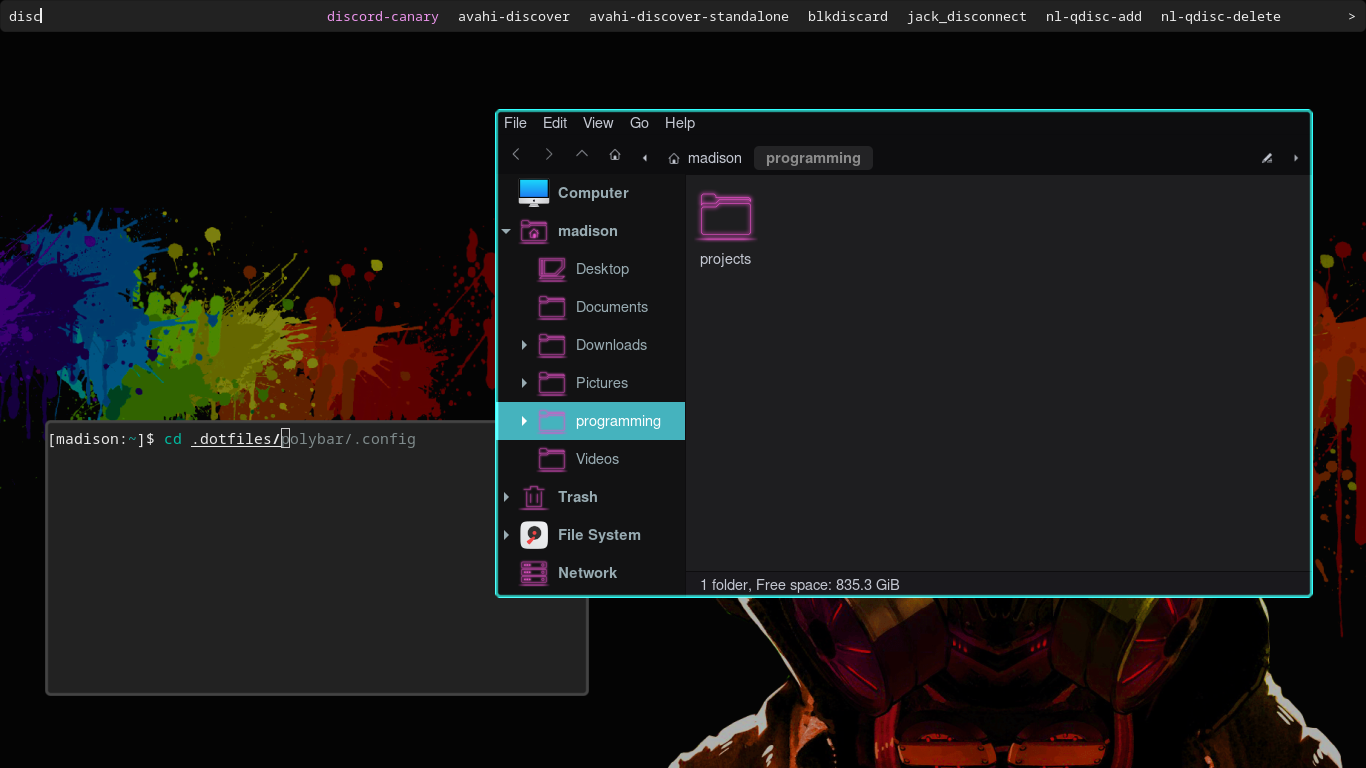 disc discord-canary avahi-discover avahi-discover-standalone blkdiscard jack_disconnect nl-qdisc-add nl-qdisc-delete >
File Edit View Go Help
madison programming
Computer
madison
Desktop
Documents
Downloads
Pictures
programming
Videos
Trash
File System
Network
projects
1 folder, Free space: 835.3 GiB
[madison:~]$ cd .dotfiles/polybar/.config